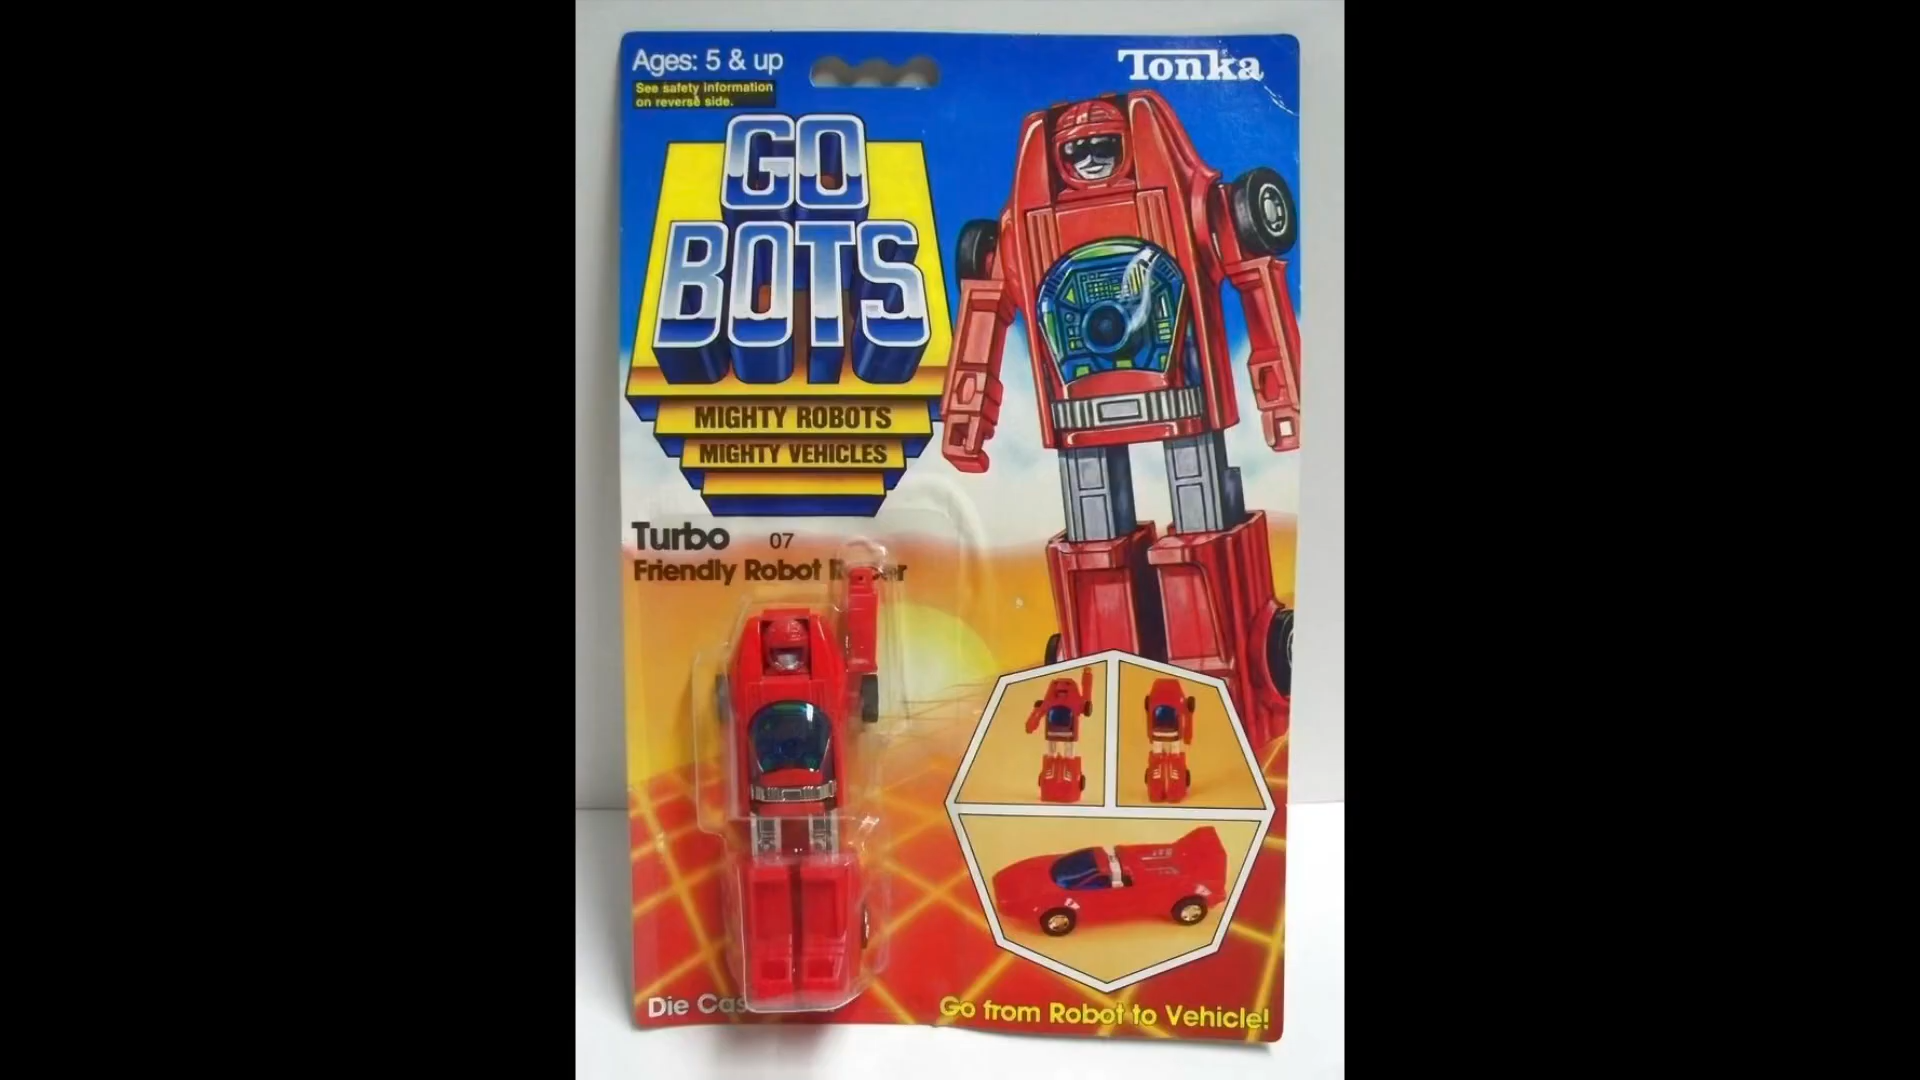 Ages: 5 & up
See safety information
on reverse side.
Tonka
GO
BOTS
MIGHTY ROBOTS
MIGHTY VEHICLES
Turbo 07
Friendly Robot
Die
Go from Robot to Vehicle!